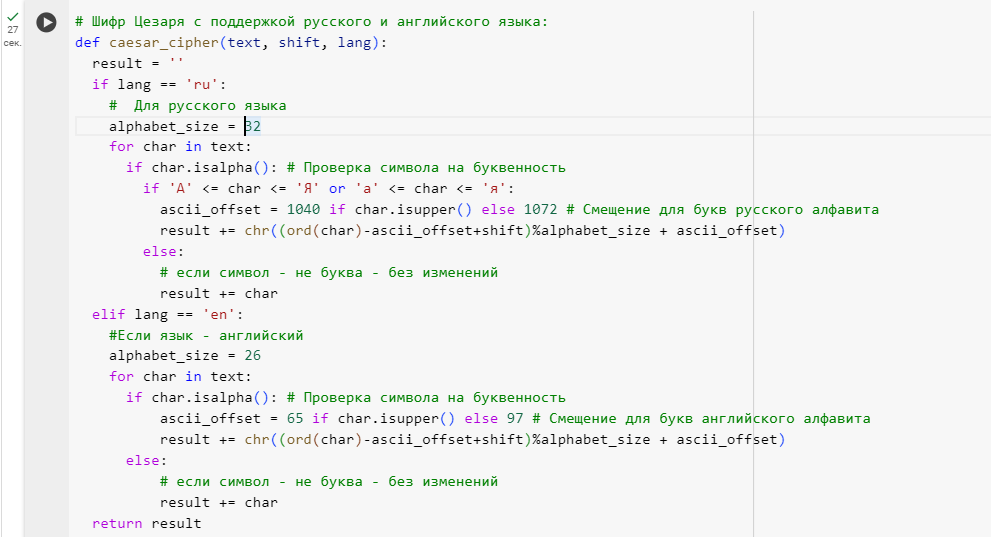 27
сек.
# Шифр Цезаря с поддержкой русского и английского языка:
def caesar_cipher(text, shift, lang):
  result = ''
  if lang == 'ru':
    #  Для русского языка
    alphabet_size = 32
    for char in text:
      if char.isalpha(): # Проверка символа на буквенность
        if 'А' <= char <= 'Я' or 'а' <= char <= 'я':
          ascii_offset = 1040 if char.isupper() else 1072 # Смещение для букв русского алфавита
          result += chr((ord(char)-ascii_offset+shift)%alphabet_size + ascii_offset)
        else:
          # если символ - не буква - без изменений
          result += char
  elif lang == 'en':
    #Если язык - английский
    alphabet_size = 26
    for char in text:
      if char.isalpha(): # Проверка символа на буквенность
          ascii_offset = 65 if char.isupper() else 97 # Смещение для букв английского алфавита
          result += chr((ord(char)-ascii_offset+shift)%alphabet_size + ascii_offset)
      else:
          # если символ - не буква - без изменений
          result += char
  return result